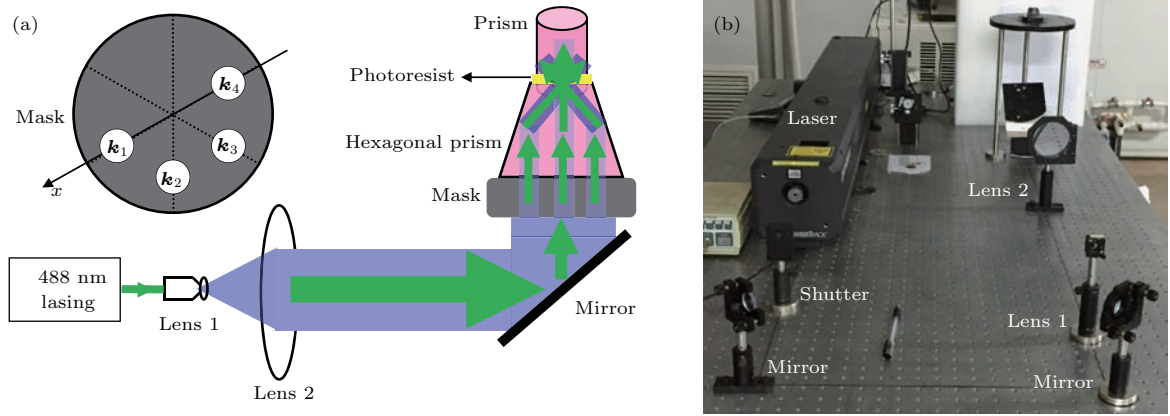 (a)
Mask
k1
k2
k3
k4
x
Prism
Photoresist
Hexagonal prism
Mask
488 nm
lasing
Lens 1
Lens 2
Mirror
(b)
Laser
Lens 2
Shutter
Lens 1
Mirror
Mirror